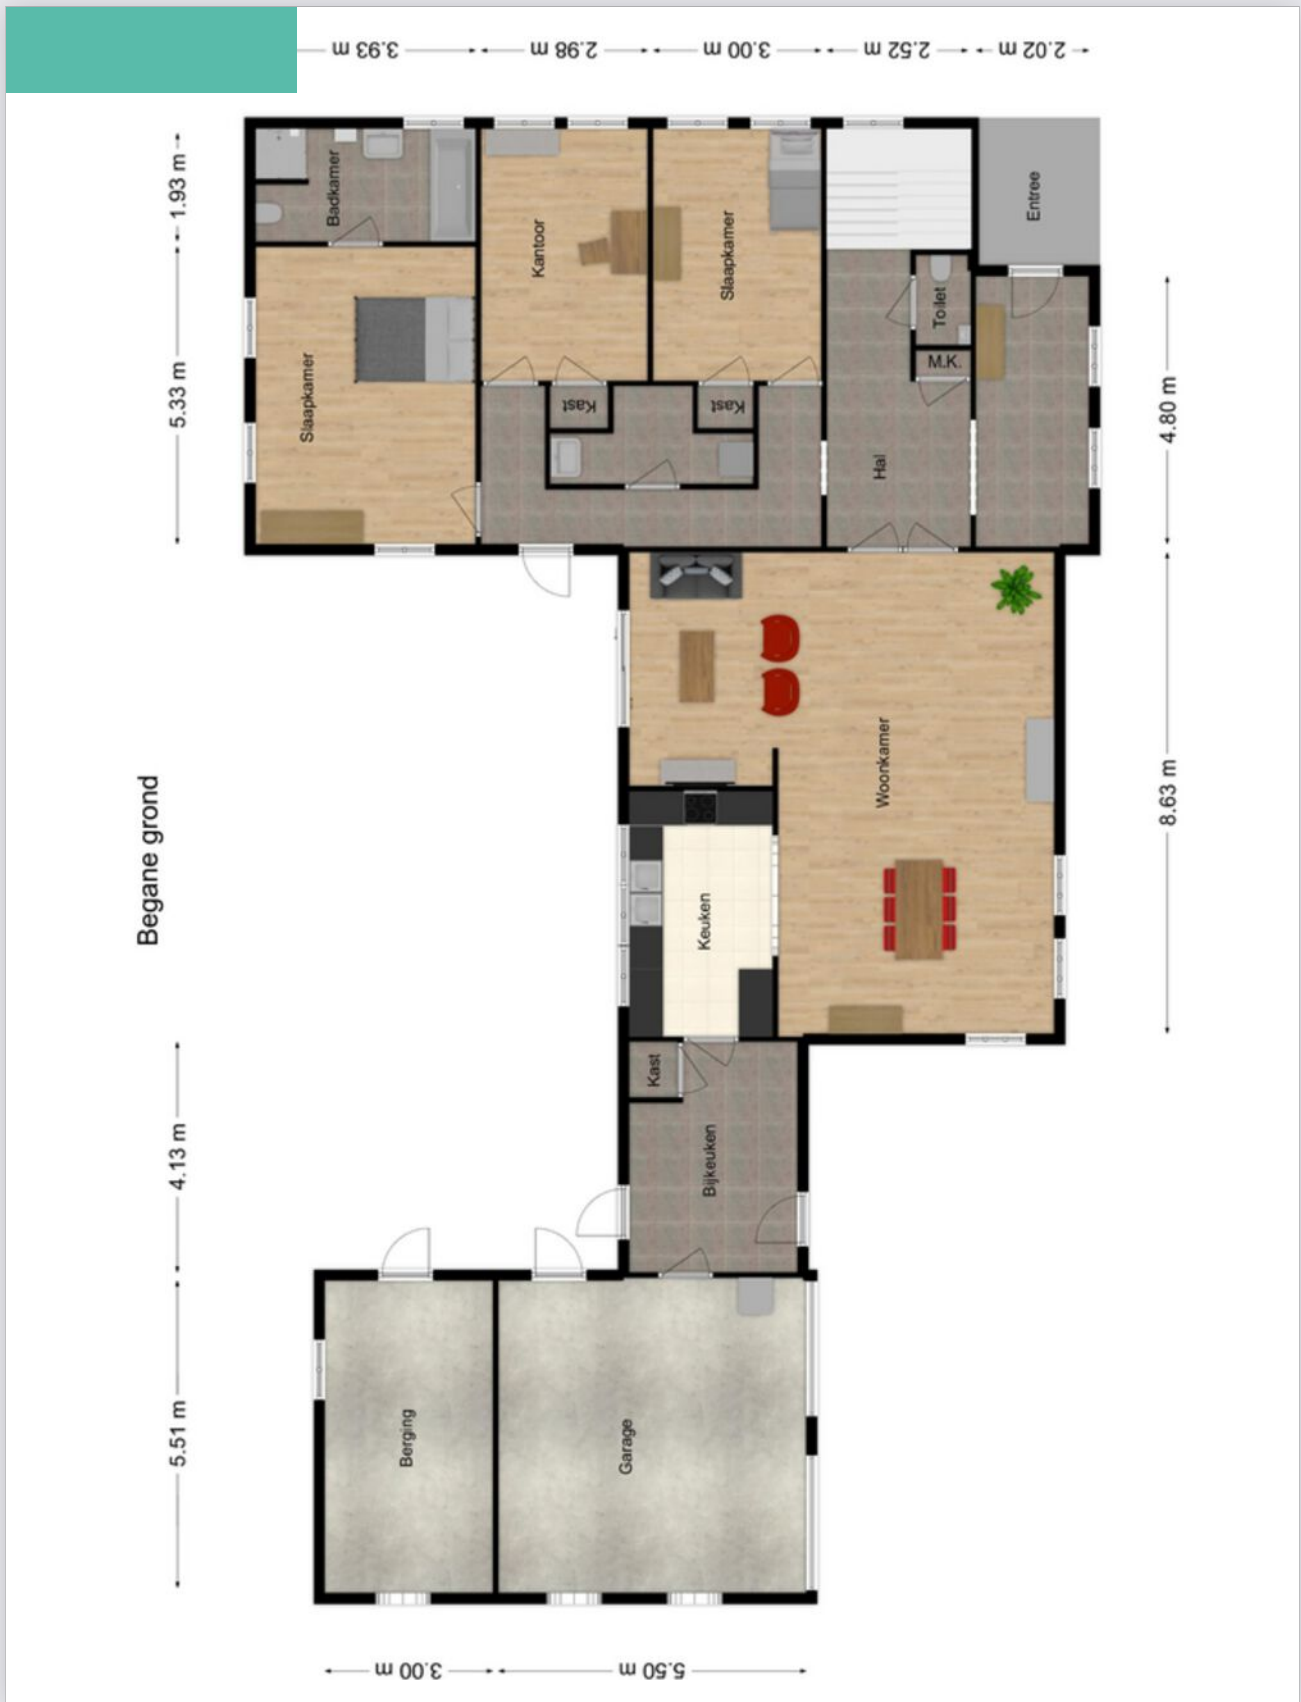 3.93 m
2.98 m
3.00 m
2.52 m
2.02 m
1.93 m
5.33 m
4.13 m
5.51 m
4.80 m
8.63 m
3.00 m
5.50 m
Begane grond
Badkamer
Kantoor
Slaapkamer
Entree
Slaapkamer
Toilet
M.K.
Kast
Kast
Hal
Woonkamer
Keuken
Kast
Bijkeuken
Berging
Garage